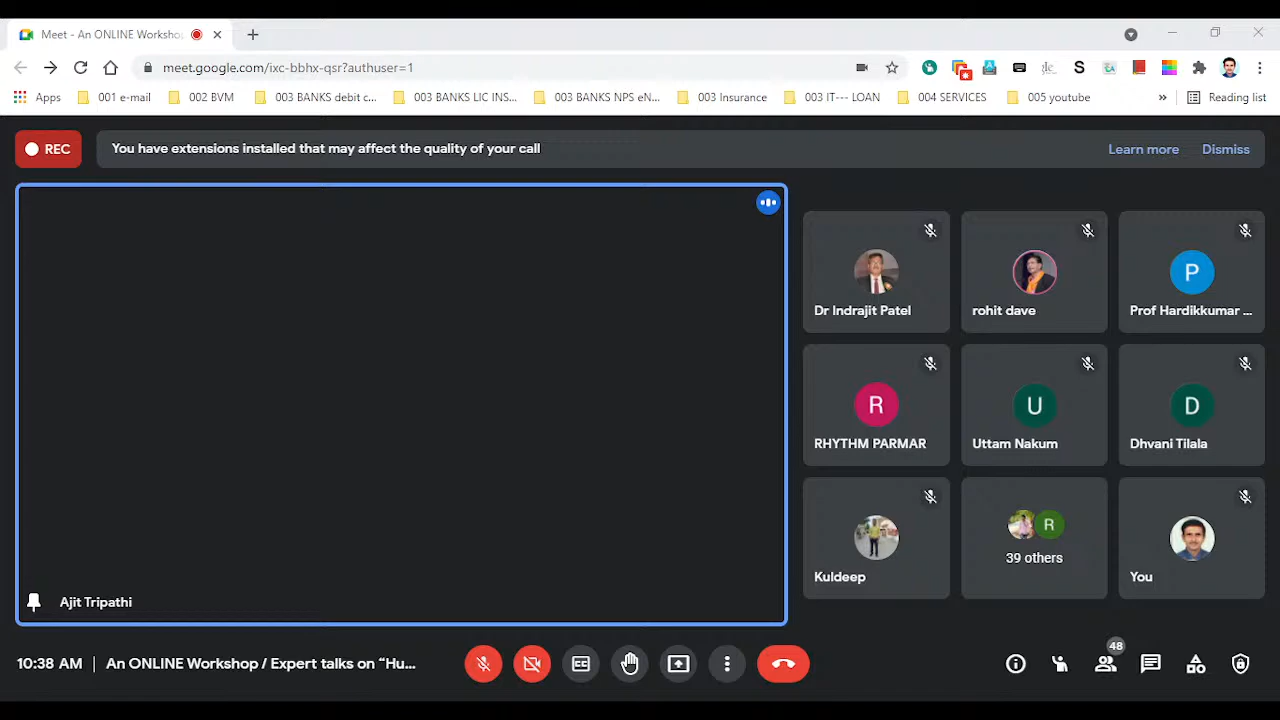 Meet - An ONLINE Worksho
meet.google.com/ixc-bbhx-qsr?authuser=1
Apps 001 e-mail 002 BVM 003 BANKS debit c... 003 BANKS LIC INS... 003 BANKS NPS eN... 003 Insurance 003 IT--- LOAN 004 SERVICES 005 youtube » Reading list
REC You have extensions installed that may affect the quality of your call Learn more Dismiss
Dr Indrajit Patel rohit dave Prof Hardikkumar ...
P
R U D
RHYTHM PARMAR Uttam Nakum Dhvani Tilala
R
39 others
Kuldeep You
Ajit Tripathi
10:38 AM | An ONLINE Workshop / Expert talks on “Hu... CC 48